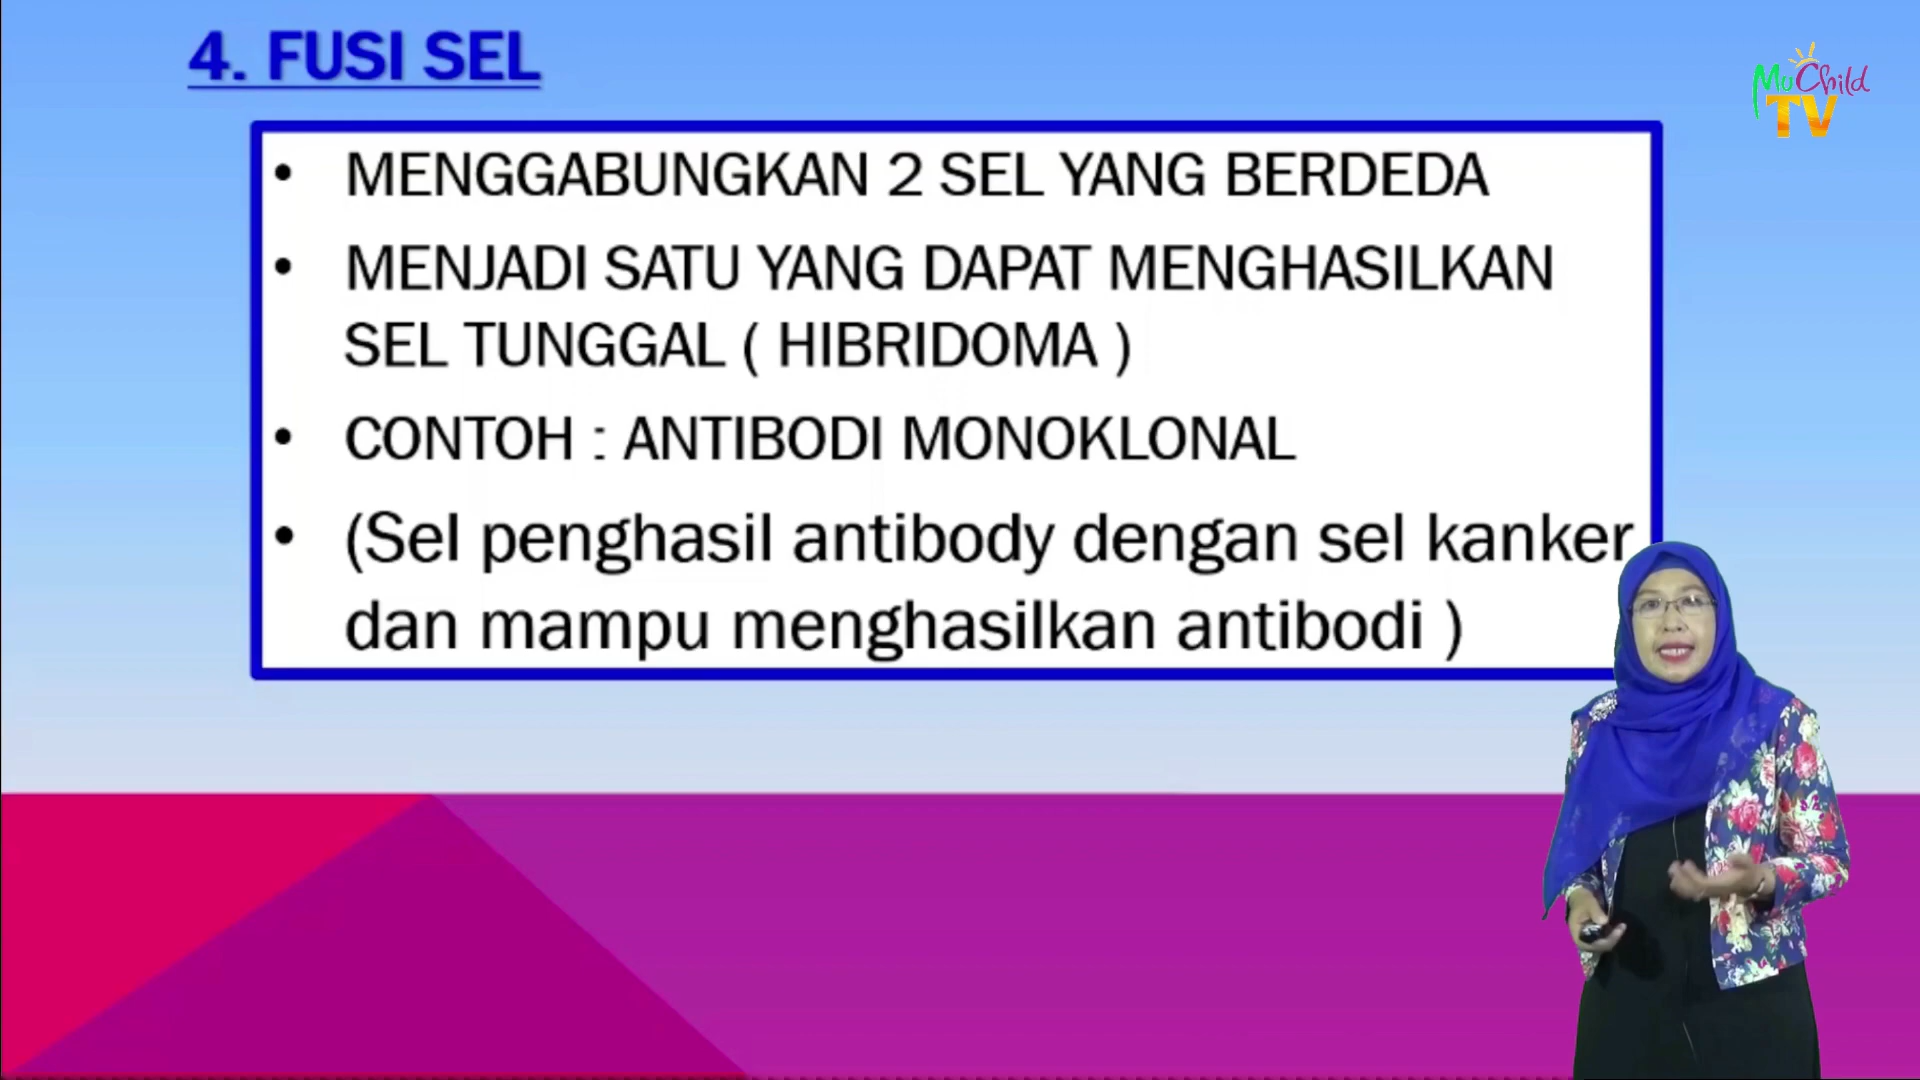 4. FUSI SEL
MuChild
TV
• MENGGABUNGKAN 2 SEL YANG BERDEDA
• MENJADI SATU YANG DAPAT MENGHASILKAN
SEL TUNGGAL ( HIBRIDOMA )
• CONTOH : ANTIBODI MONOKLONAL
• (Sel penghasil antibody dengan sel kanker
dan mampu menghasilkan antibodi )